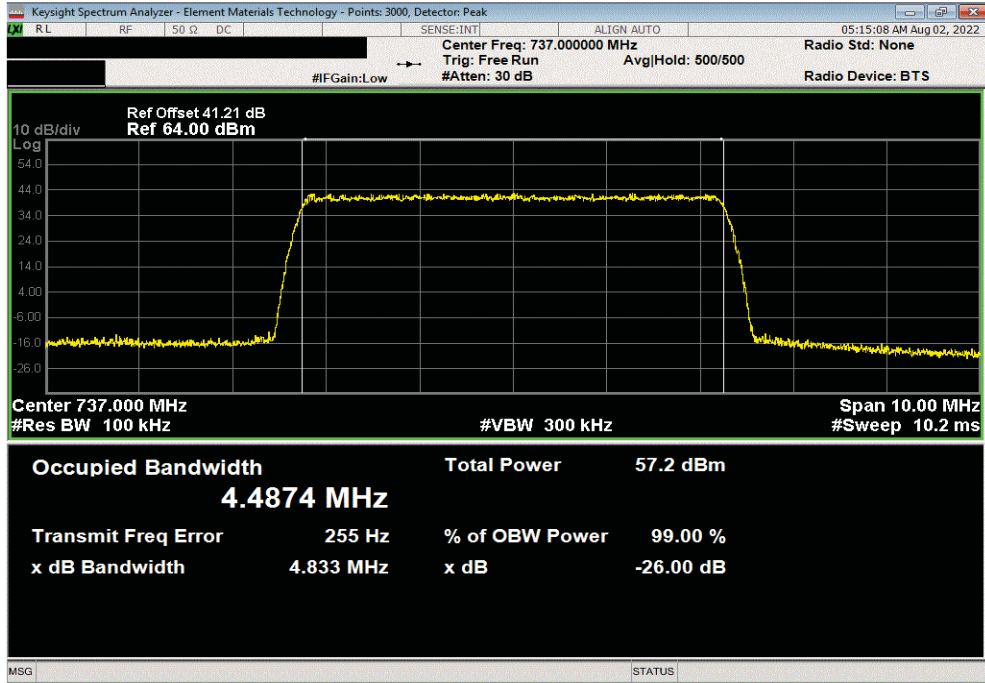 Keysight Spectrum Analyzer - Element Materials Technology - Points: 3000, Detector: Peak
LXI RL RF 50 Ω DC SENSE:INT ALIGN AUTO 05:15:08 AM Aug 02, 2022
Center Freq: 737.000000 MHz Radio Std: None
Trig: Free Run Avg|Hold: 500/500
#IFGain:Low #Atten: 30 dB Radio Device: BTS
Ref Offset 41.21 dB
10 dB/div Ref 64.00 dBm
Log
54.0
44.0
34.0
24.0
14.0
4.00
-6.00
-16.0
-26.0
Center 737.000 MHz Span 10.00 MHz
#Res BW 100 kHz #VBW 300 kHz #Sweep 10.2 ms
Occupied Bandwidth Total Power 57.2 dBm
4.4874 MHz
Transmit Freq Error 255 Hz % of OBW Power 99.00 %
x dB Bandwidth 4.833 MHz x dB -26.00 dB
MSG STATUS